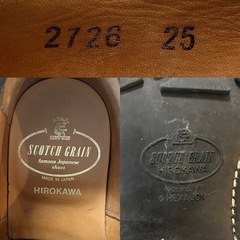 2726 25
SCOTCH GRAIN
famous Japanese
shoes
MADE IN JAPAN
HIROKAWA
SCOTCH GRAIN
HIROKAWA